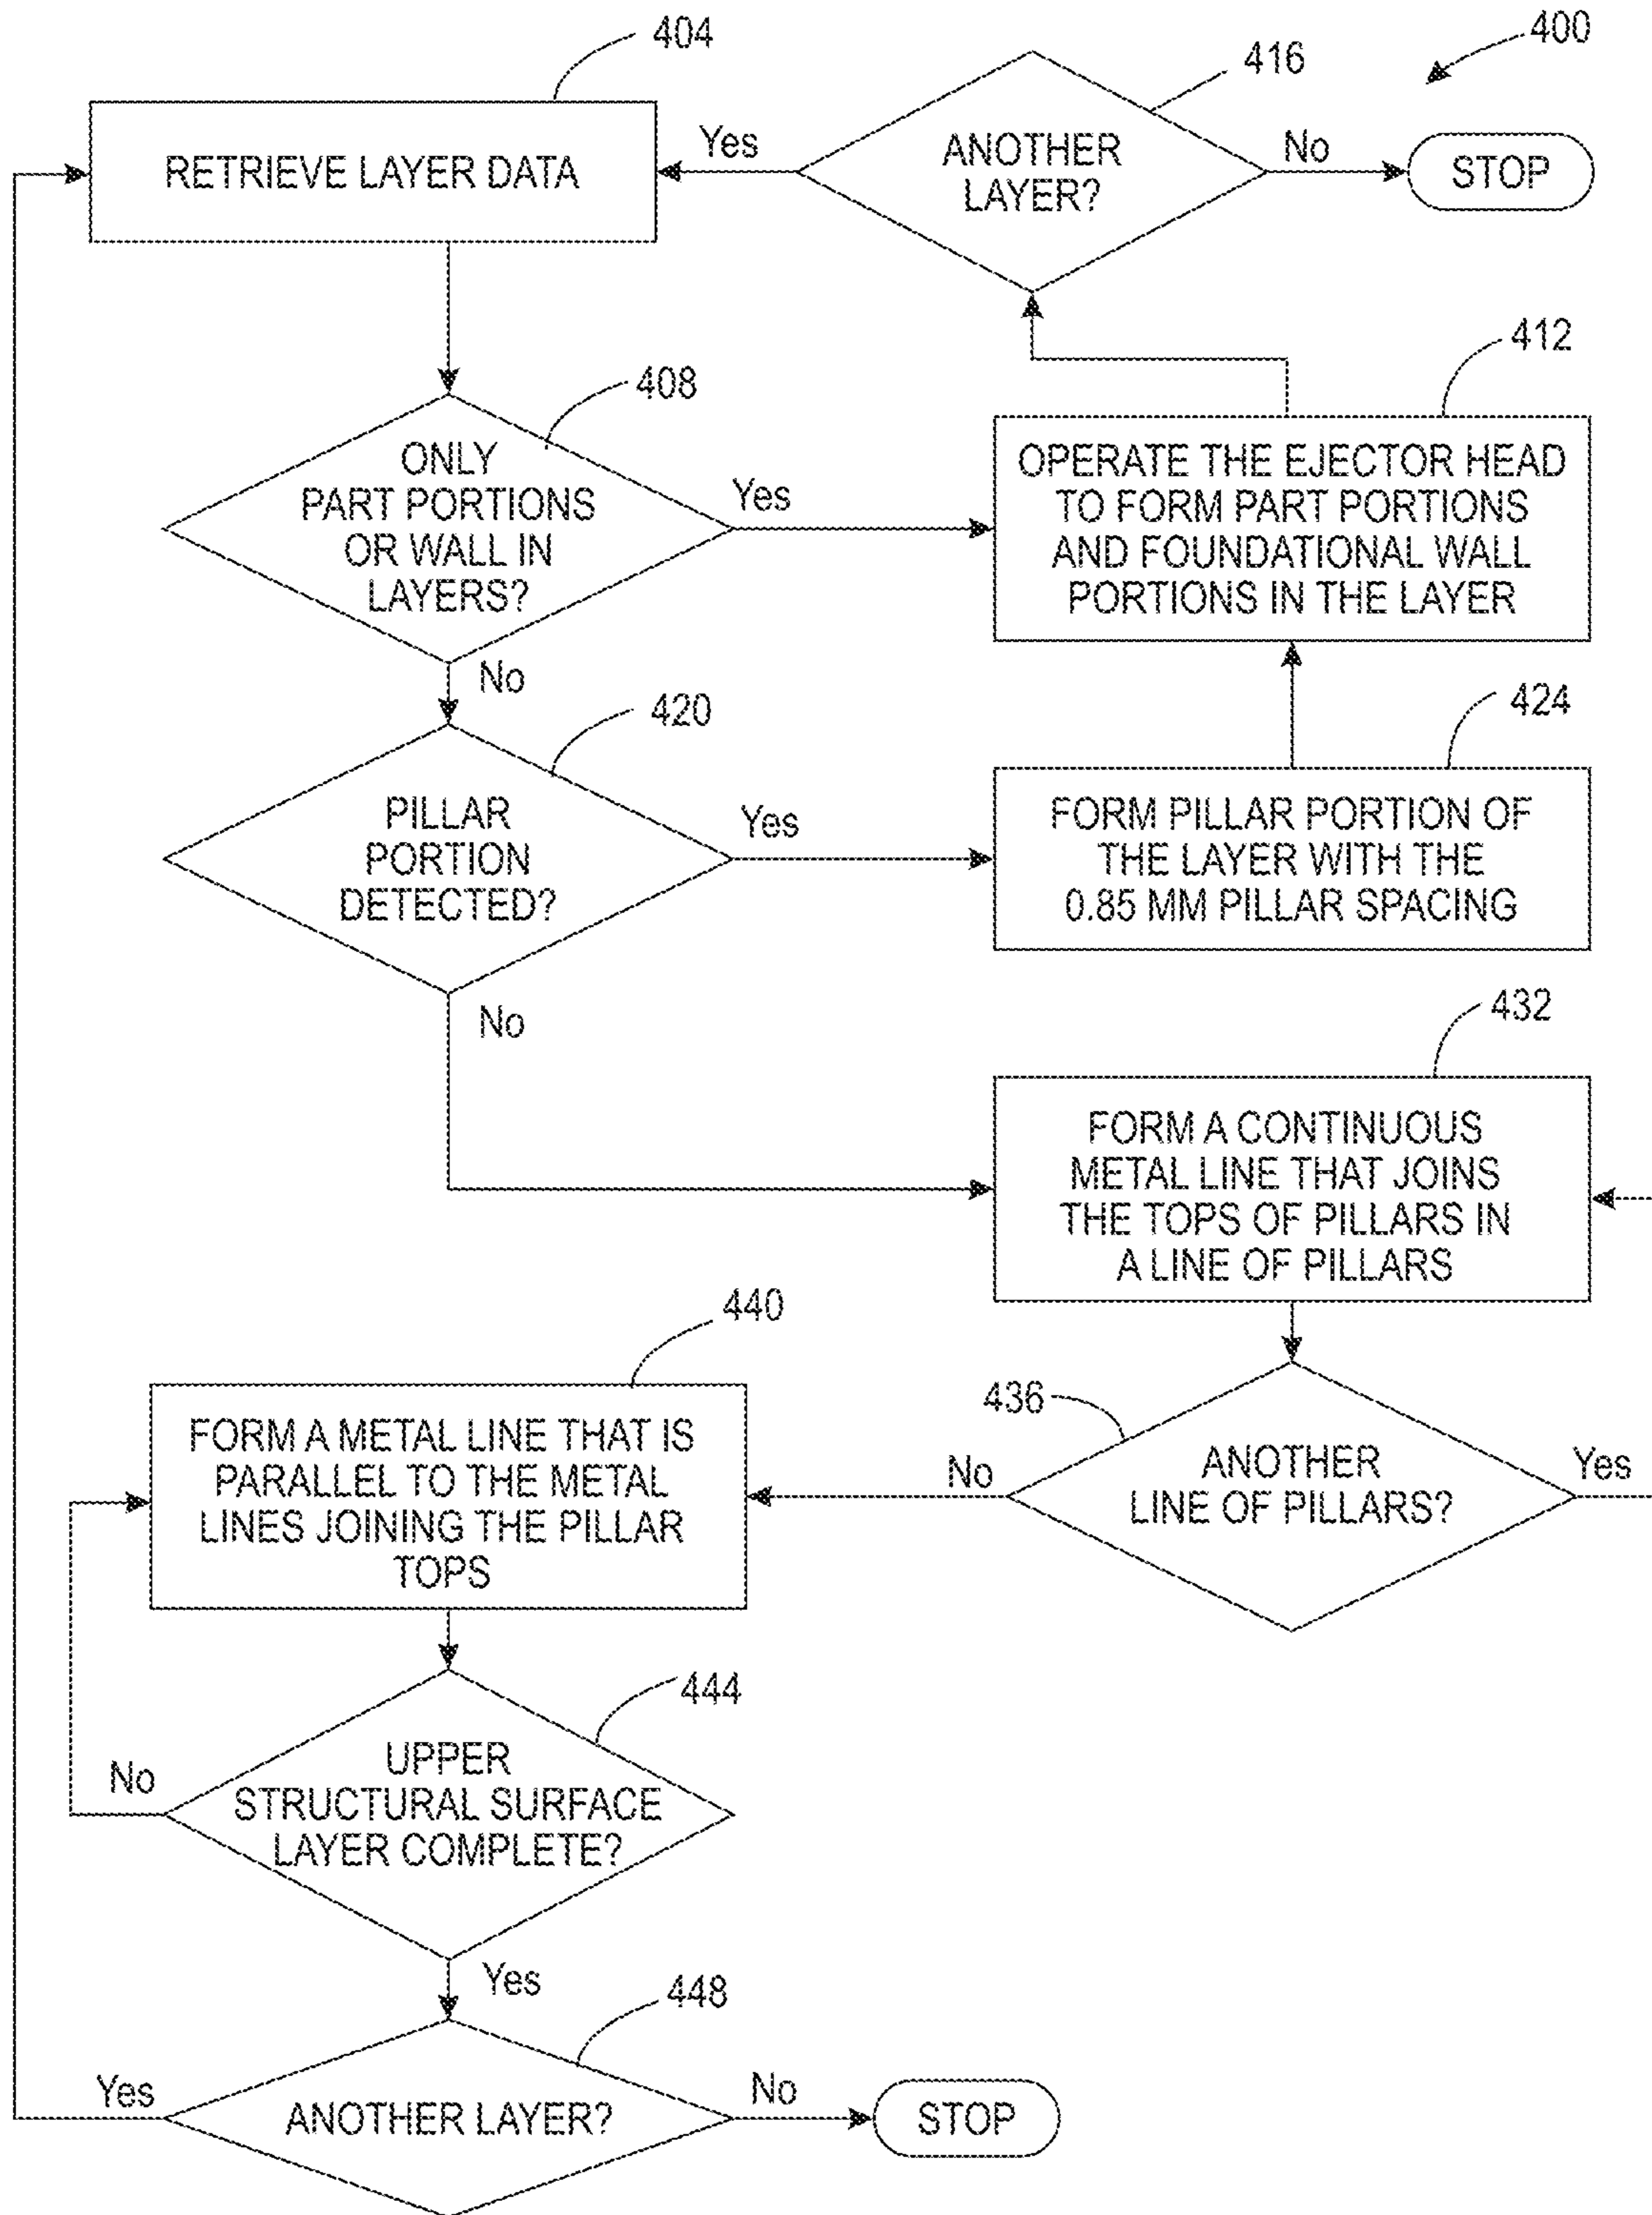 400
404
RETRIEVE LAYER DATA
Yes
416
ANOTHER
LAYER?
No
STOP
408
ONLY
PART PORTIONS
OR WALL IN
LAYERS?
Yes
No
412
OPERATE THE EJECTOR HEAD
TO FORM PART PORTIONS
AND FOUNDATIONAL WALL
PORTIONS IN THE LAYER
420
PILLAR
PORTION
DETECTED?
Yes
No
424
FORM PILLAR PORTION OF
THE LAYER WITH THE
0.85 MM PILLAR SPACING
432
FORM A CONTINUOUS
METAL LINE THAT JOINS
THE TOPS OF PILLARS IN
A LINE OF PILLARS
436
ANOTHER
LINE OF PILLARS?
Yes
No
440
FORM A METAL LINE THAT IS
PARALLEL TO THE METAL
LINES JOINING THE PILLAR
TOPS
444
UPPER
STRUCTURAL SURFACE
LAYER COMPLETE?
No
Yes
448
ANOTHER LAYER?
Yes
No
STOP